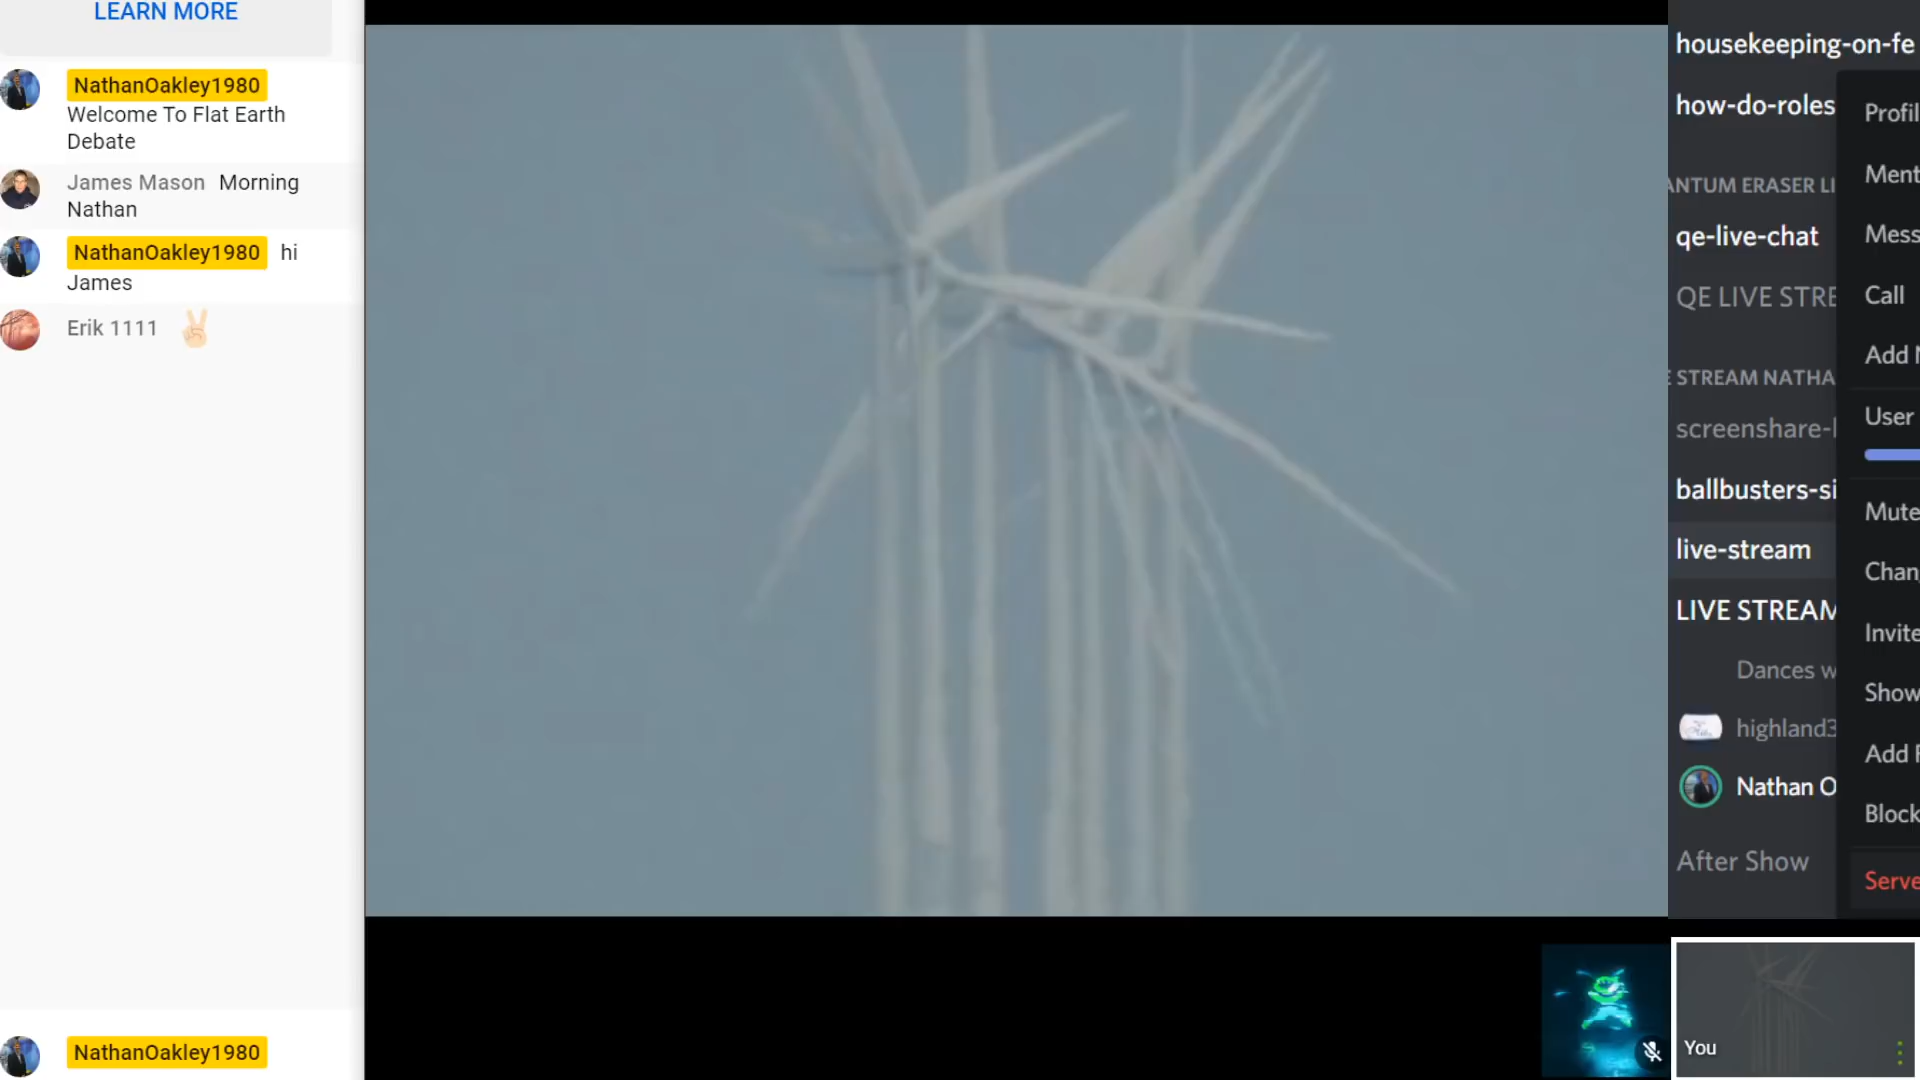 LEARN MORE
NathanOakley1980
Welcome To Flat Earth
Debate
James Mason Morning
Nathan
NathanOakley1980 hi
James
Erik 1111
NathanOakley1980
housekeeping-on-fe
how-do-roles
ANTUM ERASER LI
qe-live-chat
QE LIVE STRE
STREAM NATHA
screenshare-
ballbusters-si
live-stream
LIVE STREAM
Dances w
highland3
Nathan O
After Show
Profil
Ment
Mess
Call
Add
User
Mute
Chan
Invite
Show
Add
Block
Serve
You